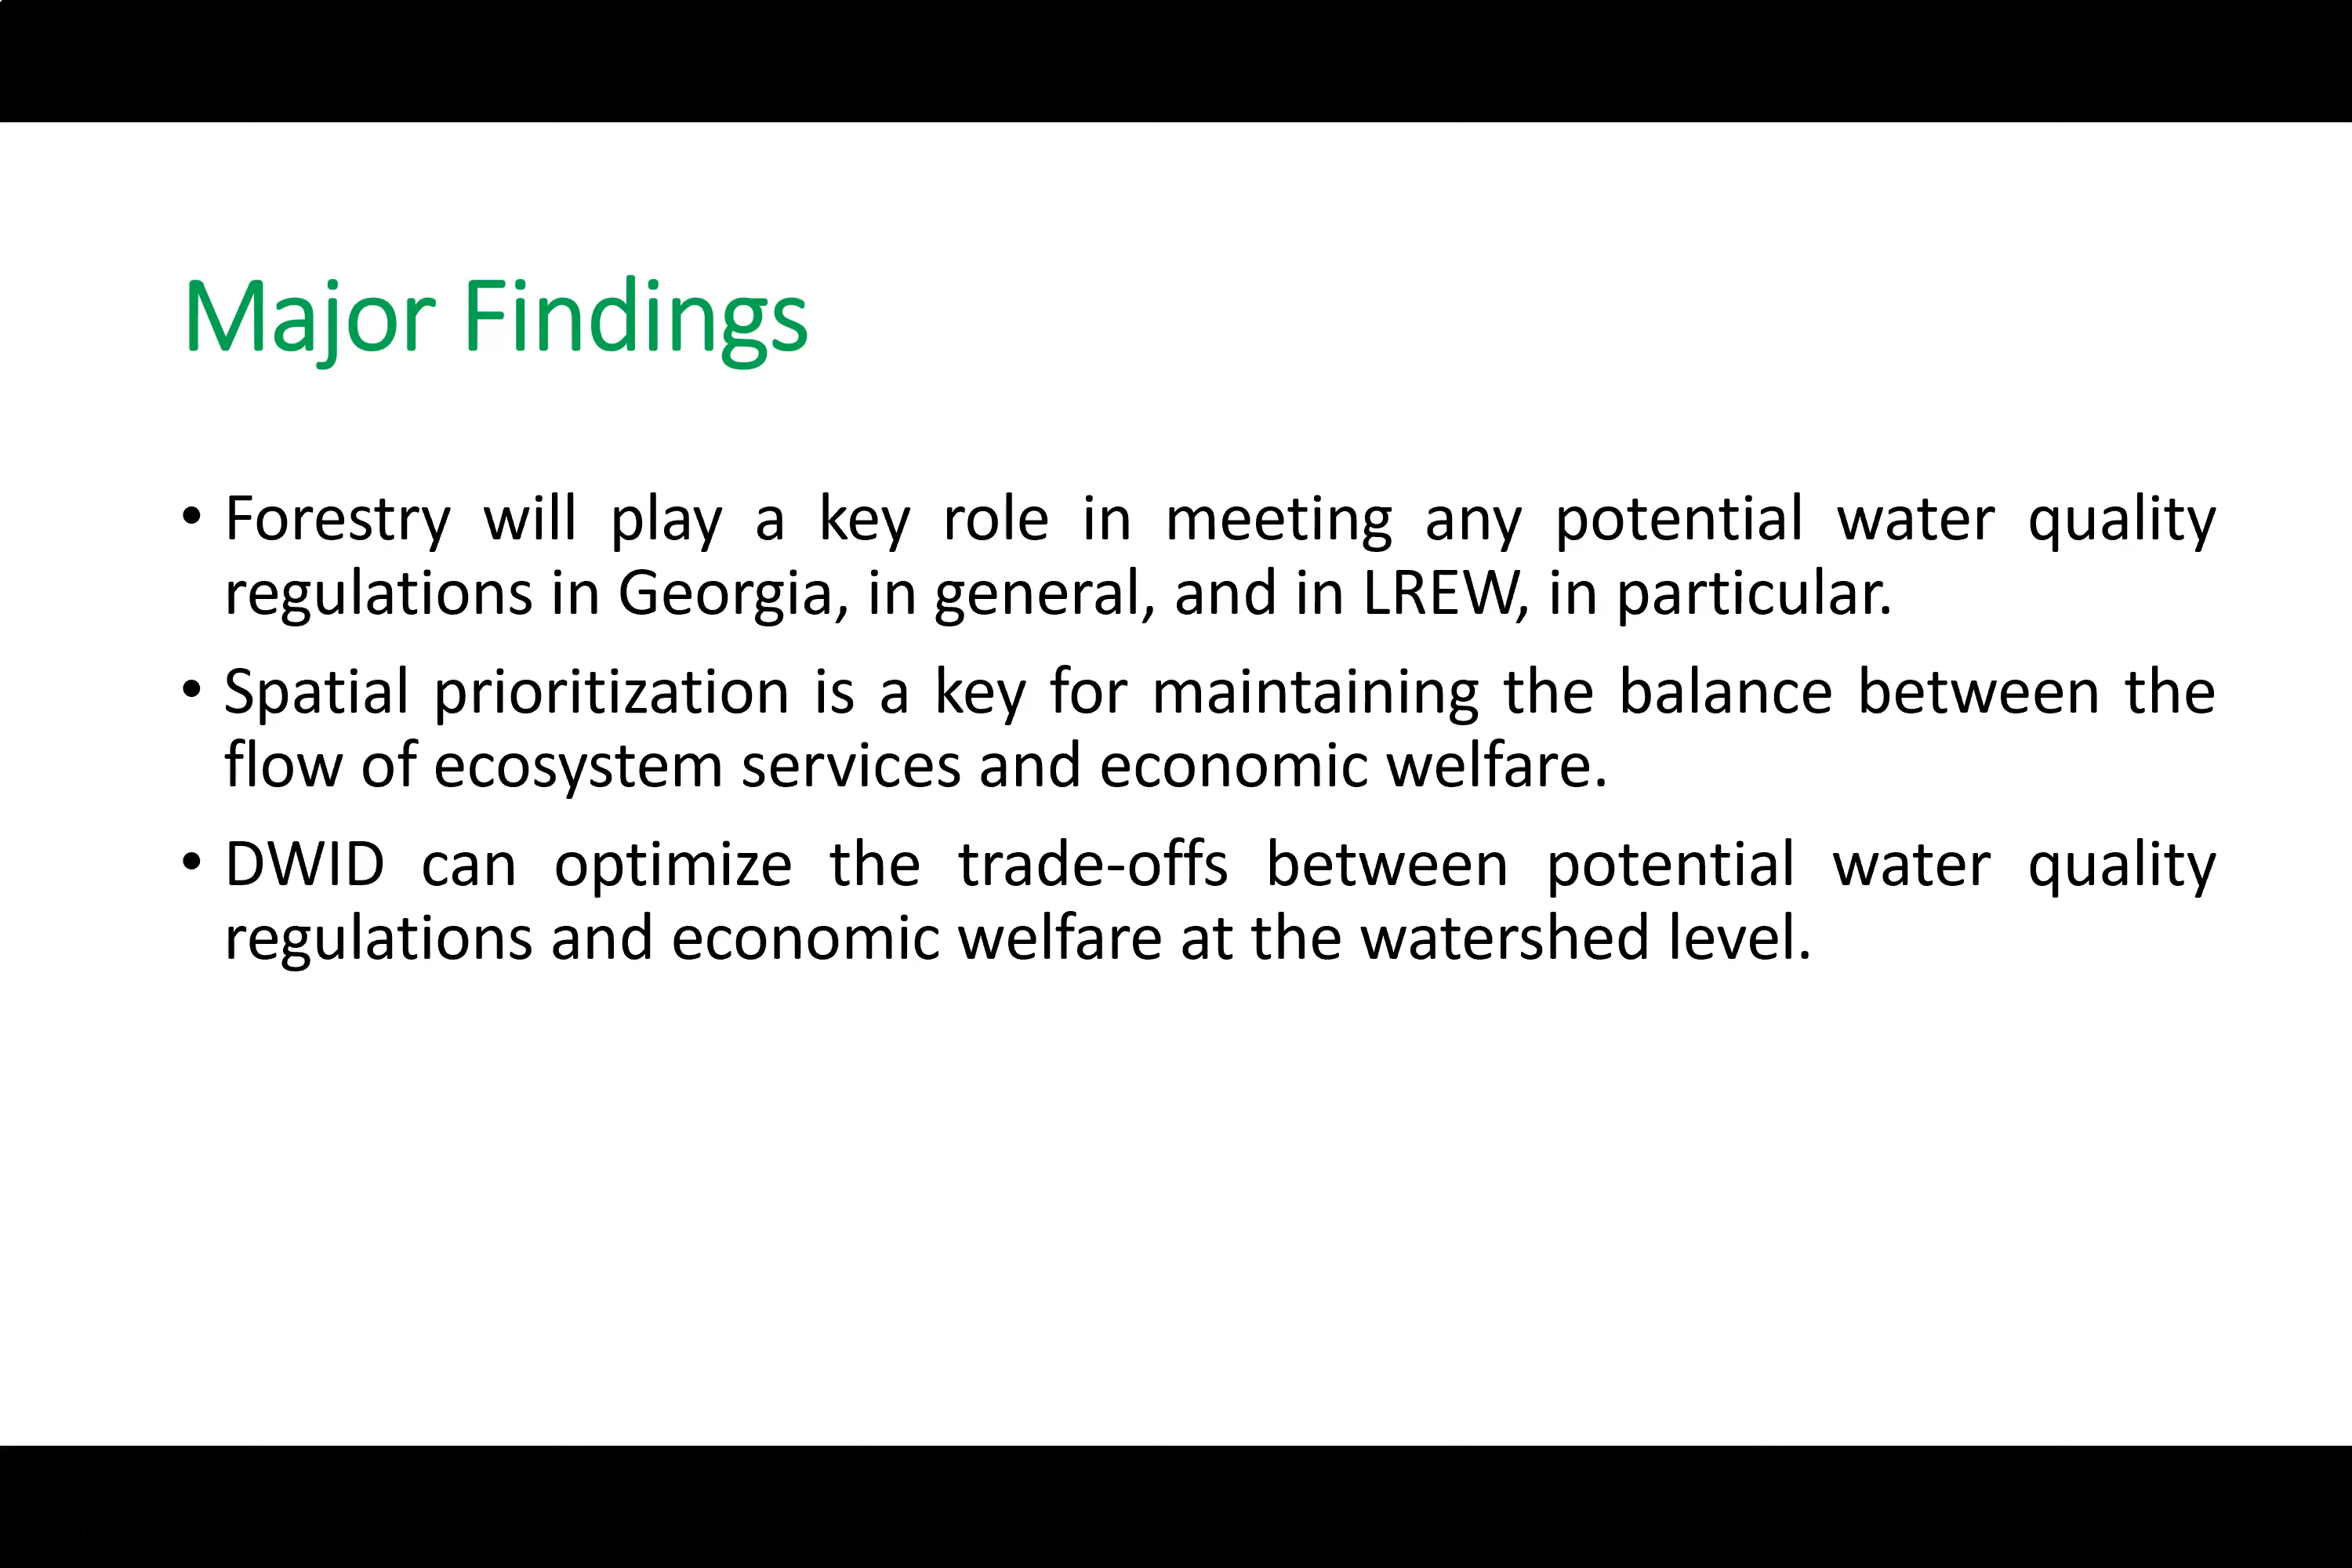 Major Findings
• Forestry will play a key role in meeting any potential water quality
regulations in Georgia, in general, and in LREW, in particular.
• Spatial prioritization is a key for maintaining the balance between the
flow of ecosystem services and economic welfare.
• DWID can optimize the trade-offs between potential water quality
regulations and economic welfare at the watershed level.